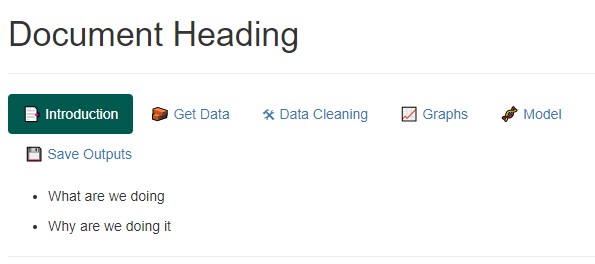 Document Heading
Introduction Get Data Data Cleaning Graphs Model
Save Outputs
What are we doing
Why are we doing it